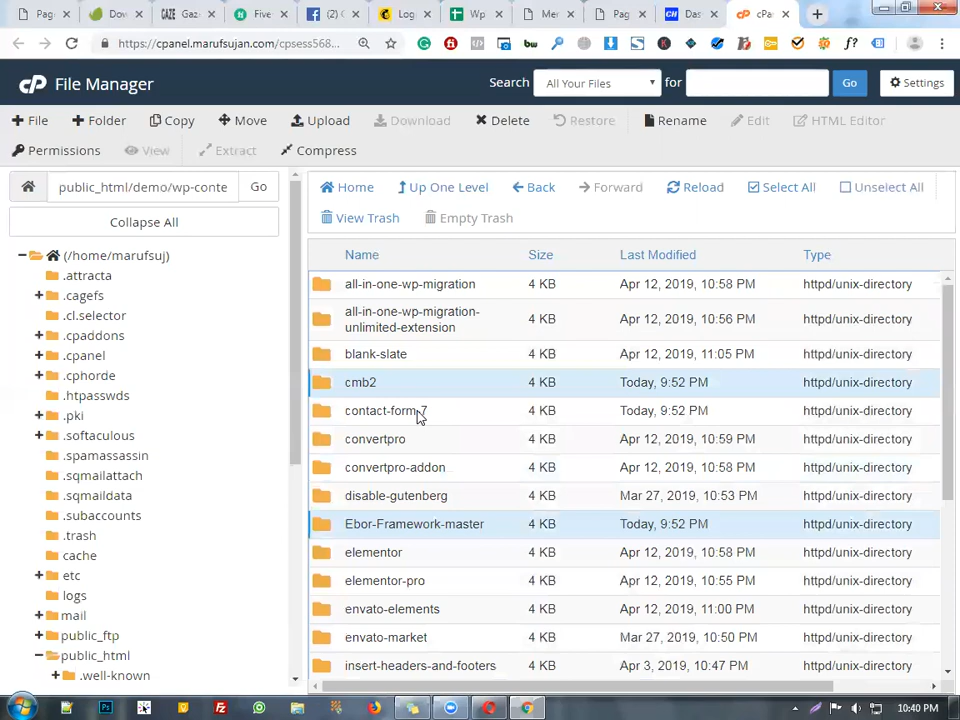 Page
Dow
Gaz
Five
(2)
Log
Wp
Men
Pag
Das
cPa
https://cpanel.marufsujan.com/cpsess568...
File Manager
Search All Your Files for Go Settings
File Folder Copy Move Upload Download Delete Restore Rename Edit HTML Editor
Permissions View Extract Compress
public_html/demo/wp-conte Go
Collapse All
(/home/marufsuj)
.attracta
.cagefs
.cl.selector
.cpaddons
.cpanel
.cphorde
.htpasswds
.pki
.softaculous
.spamassassin
.sqmailattach
.sqmaildata
.subaccounts
.trash
cache
etc
logs
mail
public_ftp
public_html
.well-known
Home Up One Level Back Forward Reload Select All Unselect All
View Trash Empty Trash
Name Size Last Modified Type
all-in-one-wp-migration 4 KB Apr 12, 2019, 10:58 PM httpd/unix-directory
all-in-one-wp-migration-
unlimited-extension 4 KB Apr 12, 2019, 10:56 PM httpd/unix-directory
blank-slate 4 KB Apr 12, 2019, 11:05 PM httpd/unix-directory
cmb2 4 KB Today, 9:52 PM httpd/unix-directory
contact-form-7 4 KB Today, 9:52 PM httpd/unix-directory
convertpro 4 KB Apr 12, 2019, 10:59 PM httpd/unix-directory
convertpro-addon 4 KB Apr 12, 2019, 10:58 PM httpd/unix-directory
disable-gutenberg 4 KB Mar 27, 2019, 10:53 PM httpd/unix-directory
Ebor-Framework-master 4 KB Today, 9:52 PM httpd/unix-directory
elementor 4 KB Apr 12, 2019, 10:58 PM httpd/unix-directory
elementor-pro 4 KB Apr 12, 2019, 10:55 PM httpd/unix-directory
envato-elements 4 KB Apr 12, 2019, 11:00 PM httpd/unix-directory
envato-market 4 KB Mar 27, 2019, 10:50 PM httpd/unix-directory
insert-headers-and-footers 4 KB Apr 3, 2019, 10:47 PM httpd/unix-directory
10:40 PM